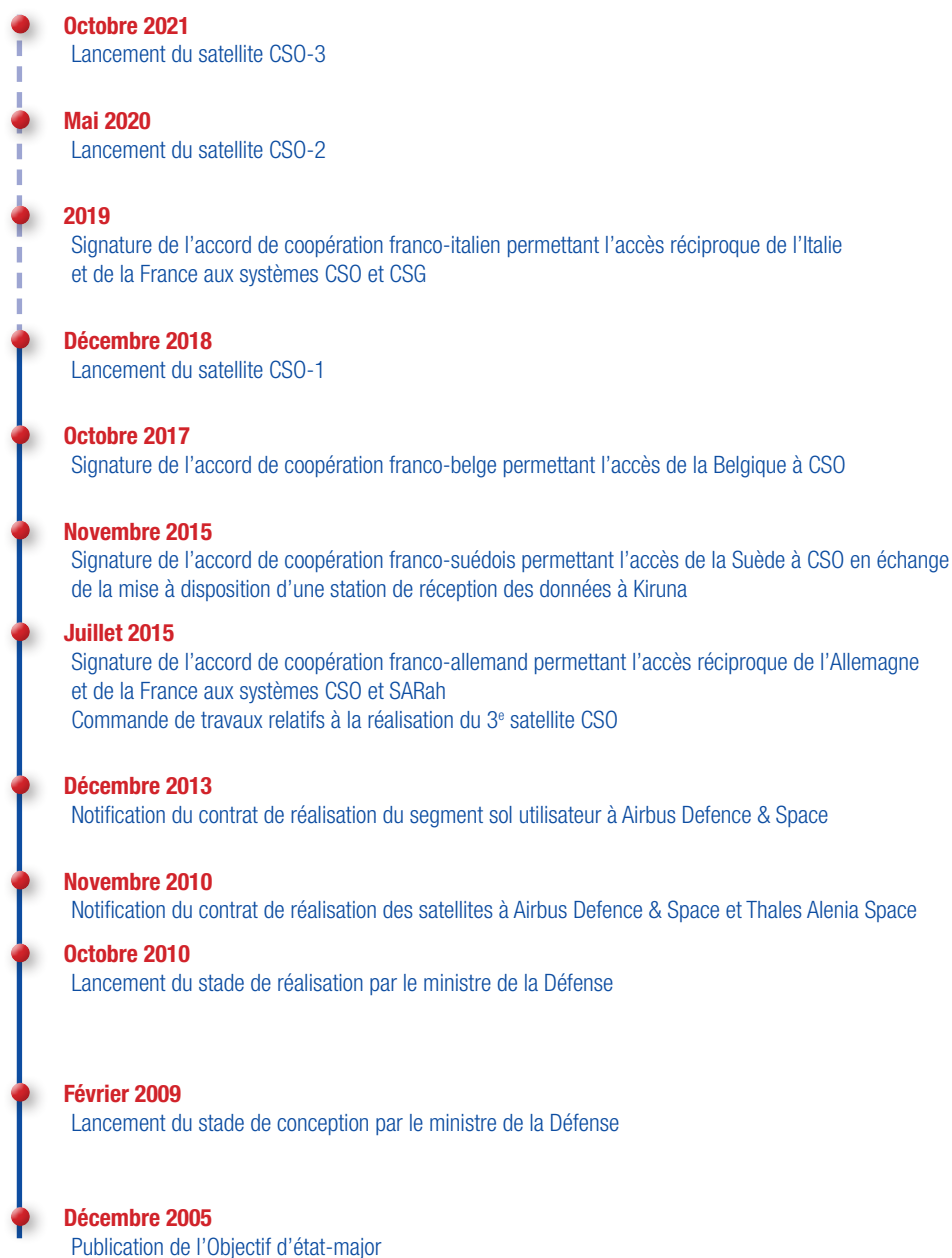 Octobre 2021
Lancement du satellite CSO-3
Mai 2020
Lancement du satellite CSO-2
2019
Signature de l’accord de coopération franco-italien permettant l’accès réciproque de l’Italie
et de la France aux systèmes CSO et CSG
Décembre 2018
Lancement du satellite CSO-1
Octobre 2017
Signature de l’accord de coopération franco-belge permettant l’accès de la Belgique à CSO
Novembre 2015
Signature de l’accord de coopération franco-suédois permettant l’accès de la Suède à CSO en échange
de la mise à disposition d’une station de réception des données à Kiruna
Juillet 2015
Signature de l’accord de coopération franco-allemand permettant l’accès réciproque de l’Allemagne
et de la France aux systèmes CSO et SARah
Commande de travaux relatifs à la réalisation du 3e satellite CSO
Décembre 2013
Notification du contrat de réalisation du segment sol utilisateur à Airbus Defence & Space
Novembre 2010
Notification du contrat de réalisation des satellites à Airbus Defence & Space et Thales Alenia Space
Octobre 2010
Lancement du stade de réalisation par le ministre de la Défense
Février 2009
Lancement du stade de conception par le ministre de la Défense
Décembre 2005
Publication de l’Objectif d’état-major